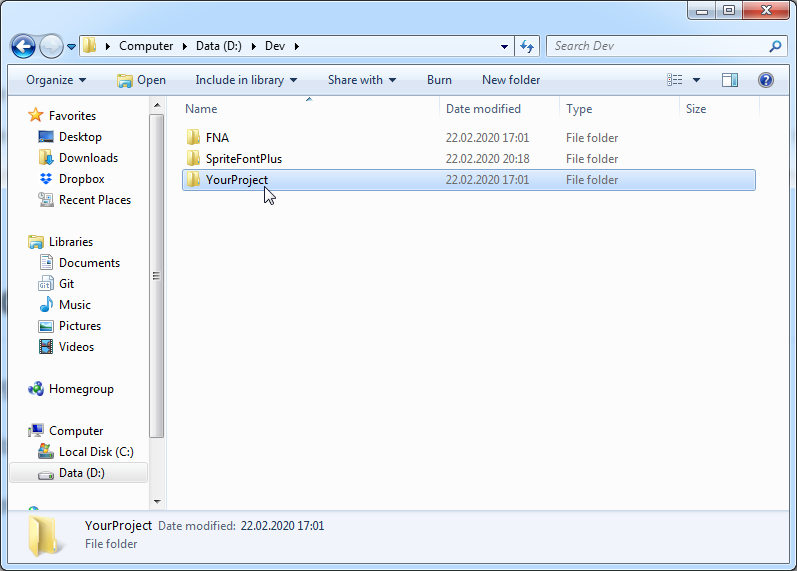 Computer Data (D:) Dev Search Dev
Organize Open Include in library Share with Burn New folder
Name Date modified Type Size
FNA 22.02.2020 17:01 File folder
SpriteFontPlus 22.02.2020 20:18 File folder
YourProject 22.02.2020 17:01 File folder
Favorites
Desktop
Downloads
Dropbox
Recent Places
Libraries
Documents
Git
Music
Pictures
Videos
Homegroup
Computer
Local Disk (C:)
Data (D:)
YourProject Date modified: 22.02.2020 17:01
File folder